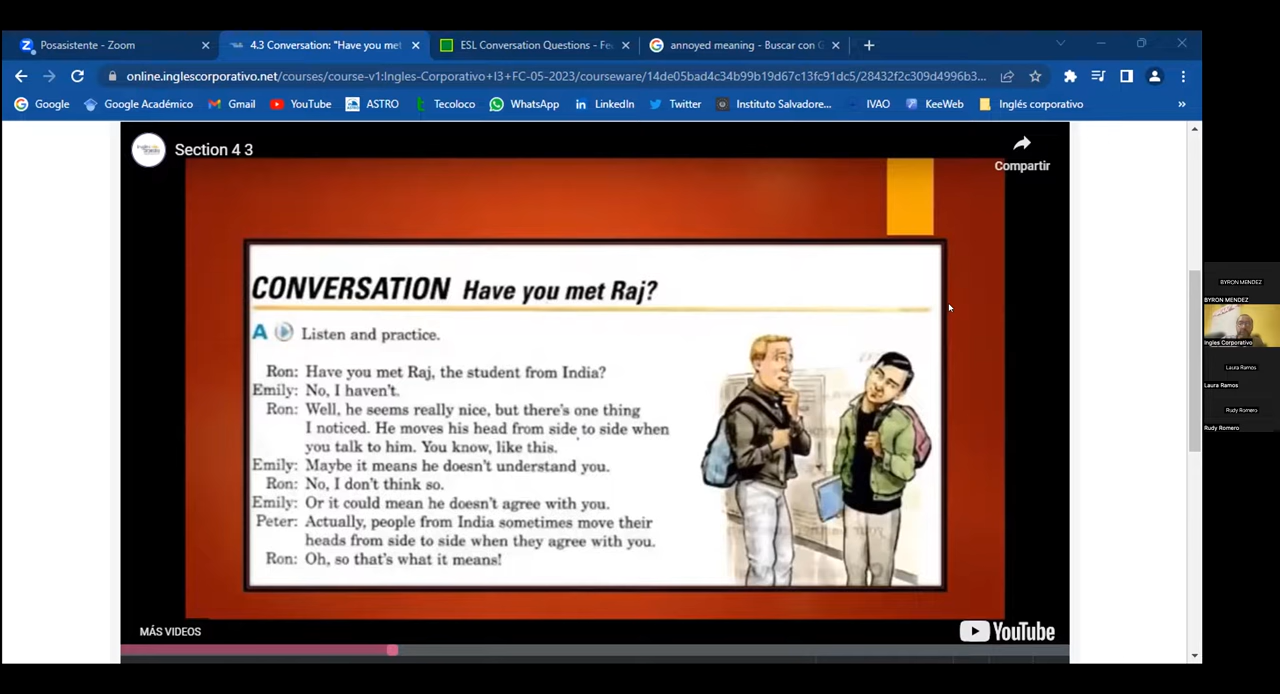 Posasistente - Zoom
4.3 Conversation: "Have you met
ESL Conversation Questions - Fe
annoyed meaning - Buscar con G
online.inglescorporativo.net/courses/course-v1:Ingles-Corporativo+I3+FC-05-2023/courseware/14de05bad4c34b99b19d67c13fc91dc5/28432f2c309d4996b3...
Google
Google Académico
Gmail
YouTube
ASTRO
Tecoloco
WhatsApp
LinkedIn
Twitter
Instituto Salvadore...
IVAO
KeeWeb
Inglés corporativo
»
Section 4 3
Compartir
CONVERSATION Have you met Raj?
A Listen and practice.
Ron: Have you met Raj, the student from India?
Emily: No, I haven't.
Ron: Well, he seems really nice, but there's one thing
I noticed. He moves his head from side to side when
you talk to him. You know, like this.
Emily: Maybe it means he doesn't understand you.
Ron: No, I don't think so.
Emily: Or it could mean he doesn't agree with you.
Peter: Actually, people from India sometimes move their
heads from side to side when they agree with you.
Ron: Oh, so that's what it means!
MÁS VIDEOS
YouTube
BYRON MENDEZ
BYRON MENDEZ
Ingles Corporativo
Laura Ramos
Laura Ramos
Rudy Romero
Rudy Romero